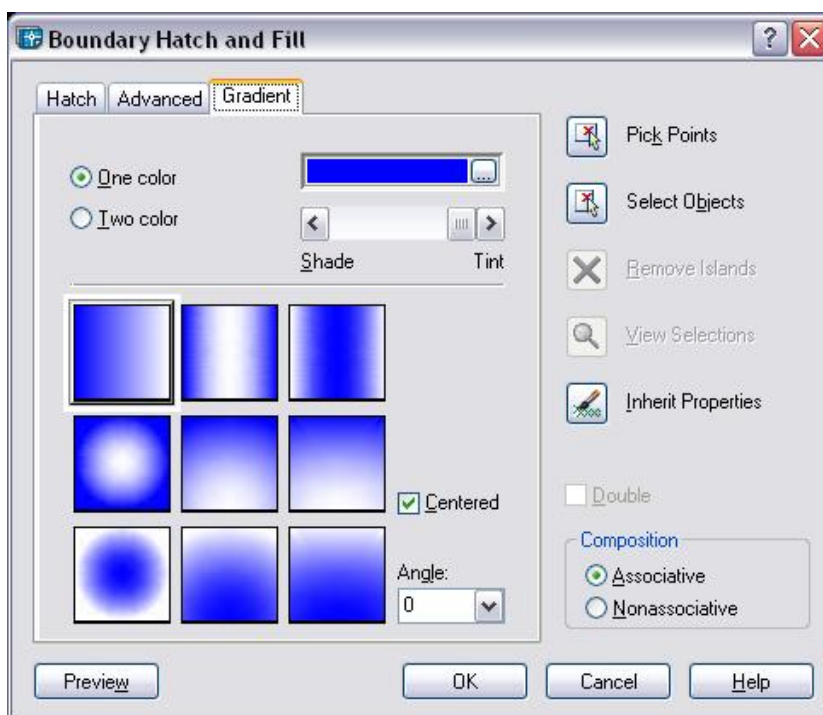 Boundary Hatch and Fill
Hatch Advanced Gradient
One color
...
Two color
Shade Tint
Centered
Angle:
0
Pick Points
Select Objects
Remove Islands
View Selections
Inherit Properties
Double
Composition
Associative
Nonassociative
Preview OK Cancel Help